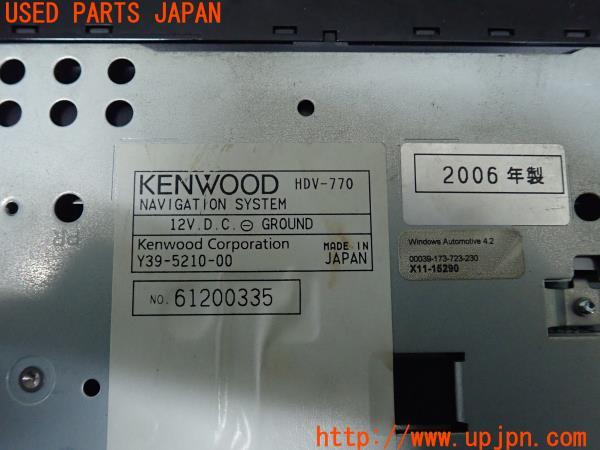 USED PARTS JAPAN
KENWOOD HDV-770
NAVIGATION SYSTEM
12V.D.C. ⊖ GROUND
Kenwood Corporation
Y39-5210-00
MADE IN
JAPAN
NO. 61200335
2006 年製
Windows Automotive 4.2
00039-173-723-230
X11-15290
http://www.upjpn.com